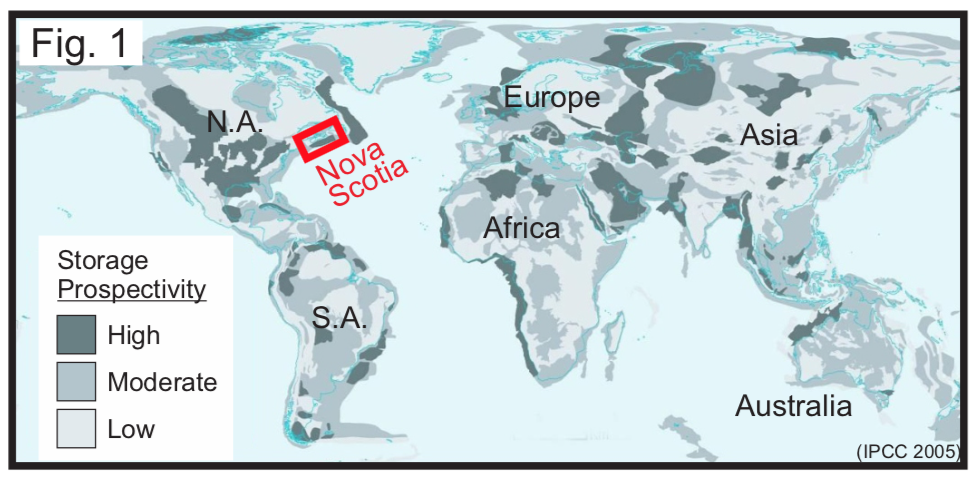 Fig. 1
N.A.
Europe
Asia
Nova
Scotia
Africa
S.A.
Australia
Storage
Prospectivity
High
Moderate
Low
(IPCC 2005)